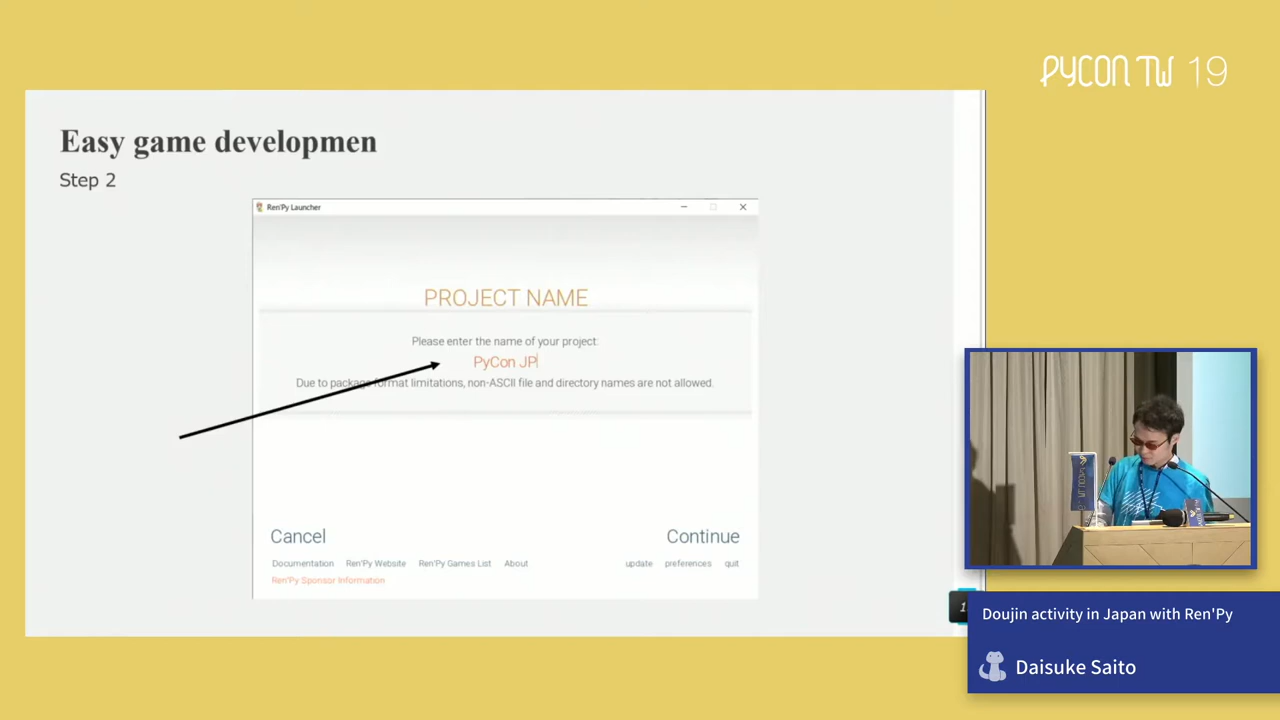 PYCON TW 19
Easy game developmen
Step 2
Ren'Py Launcher
PROJECT NAME
Please enter the name of your project:
PyCon JP
Due to package format limitations, non-ASCII file and directory names are not allowed.
Cancel
Continue
Documentation Ren'Py Website Ren'Py Games List About
update preferences quit
Ren'Py Sponsor Information
Doujin activity in Japan with Ren'Py
Daisuke Saito